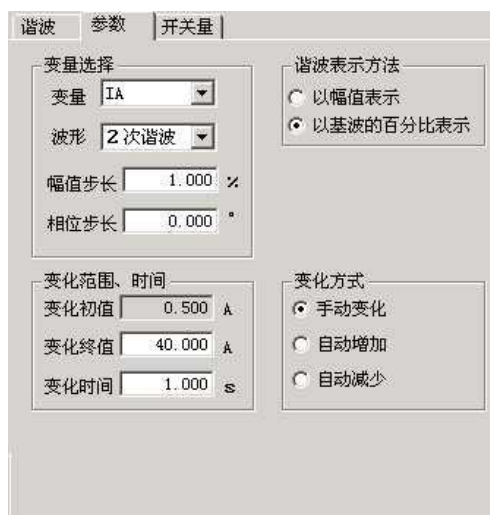 谐波 参数 开关量
变量选择
变量 IA
波形 2次谐波
幅值步长 1.000 %
相位步长 0.000 °
谐波表示方法
以幅值表示
以基波的百分比表示
变化范围、时间
变化初值 0.500 A
变化终值 40.000 A
变化时间 1.000 s
变化方式
手动变化
自动增加
自动减少